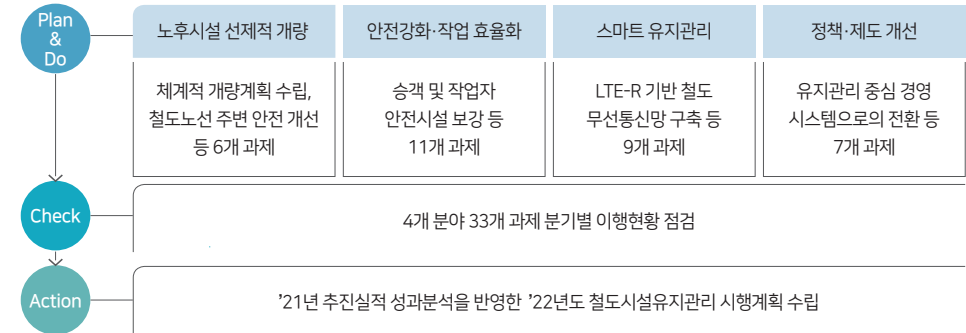 Plan
&
Do
노후시설 선제적 개량
안전강화·작업 효율화
스마트 유지관리
정책·제도 개선
체계적 개량계획 수립,
철도노선 주변 안전 개선
등 6개 과제
승객 및 작업자
안전시설 보강 등
11개 과제
LTE-R 기반 철도
무선통신망 구축 등
9개 과제
유지관리 중심 경영
시스템으로의 전환 등
7개 과제
Check
4개 분야 33개 과제 분기별 이행현황 점검
Action
’21년 추진실적 성과분석을 반영한 ’22년도 철도시설유지관리 시행계획 수립